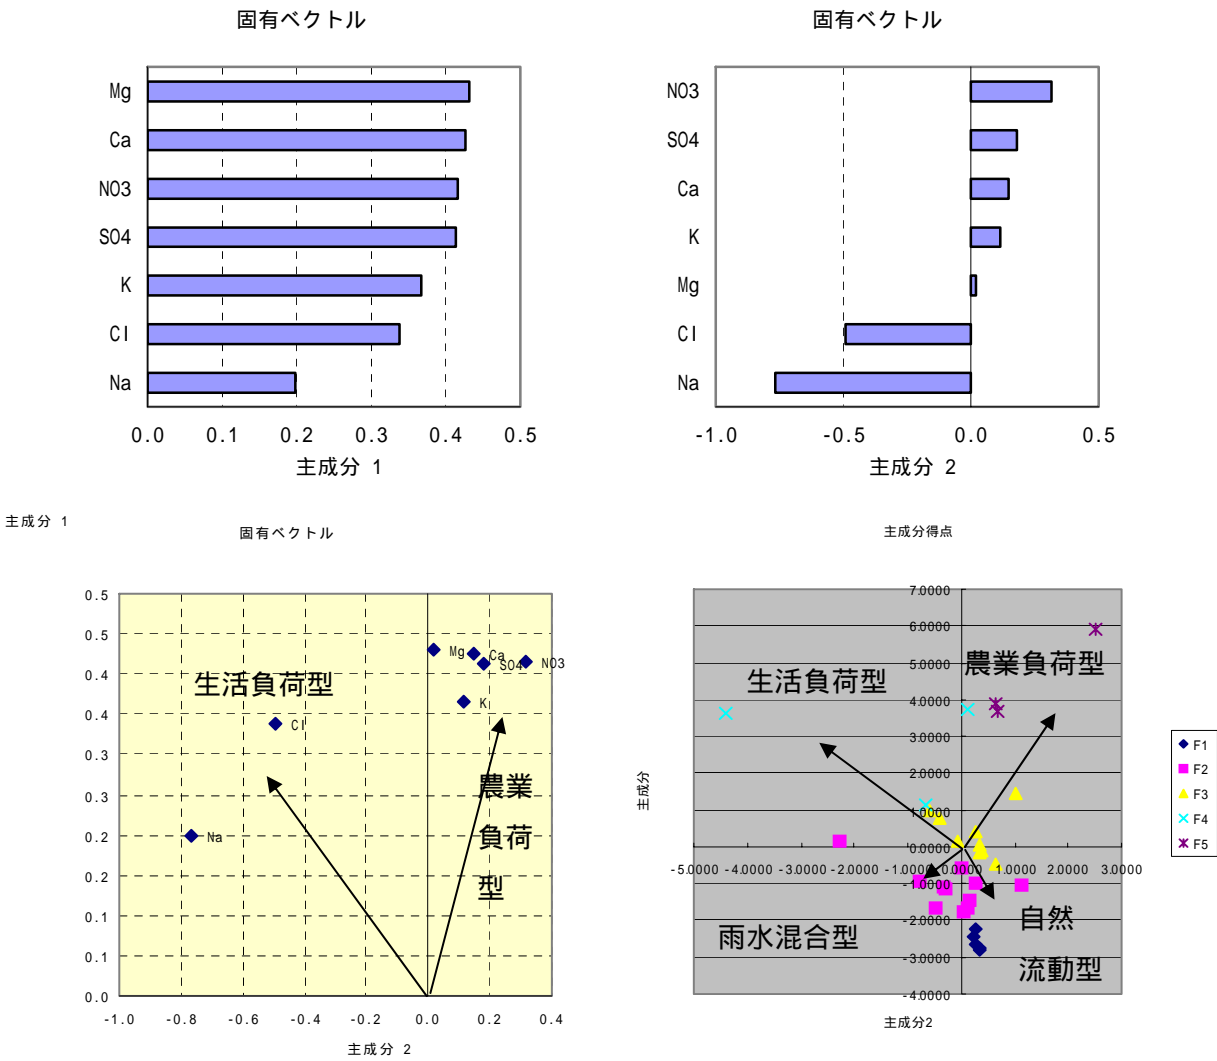 固有ベクトル
Mg
Ca
NO3
SO4
K
Cl
Na
0.0 0.1 0.2 0.3 0.4 0.5
主成分 1
固有ベクトル
NO3
SO4
Ca
K
Mg
Cl
Na
-1.0 -0.5 0.0 0.5
主成分 2
主成分 1
固有ベクトル
0.5
0.5
0.4
0.4
0.3
0.3
0.2
0.2
0.1
0.1
0.0
Mg
Ca
SO4
NO3
K
Cl
Na
生活負荷型
農業
負荷
型
-1.0 -0.8 -0.6 -0.4 -0.2 0.0 0.2 0.4
主成分 2
主成分得点
主成分
7.0000
6.0000
5.0000
4.0000
3.0000
2.0000
1.0000
0.0000
-1.0000
-2.0000
-3.0000
-4.0000
-5.0000 -4.0000 -3.0000 -2.0000 -1.0000 0.0000 1.0000 2.0000 3.0000
生活負荷型
農業負荷型
雨水混合型
自然
流動型
主成分2
F1
F2
F3
F4
F5